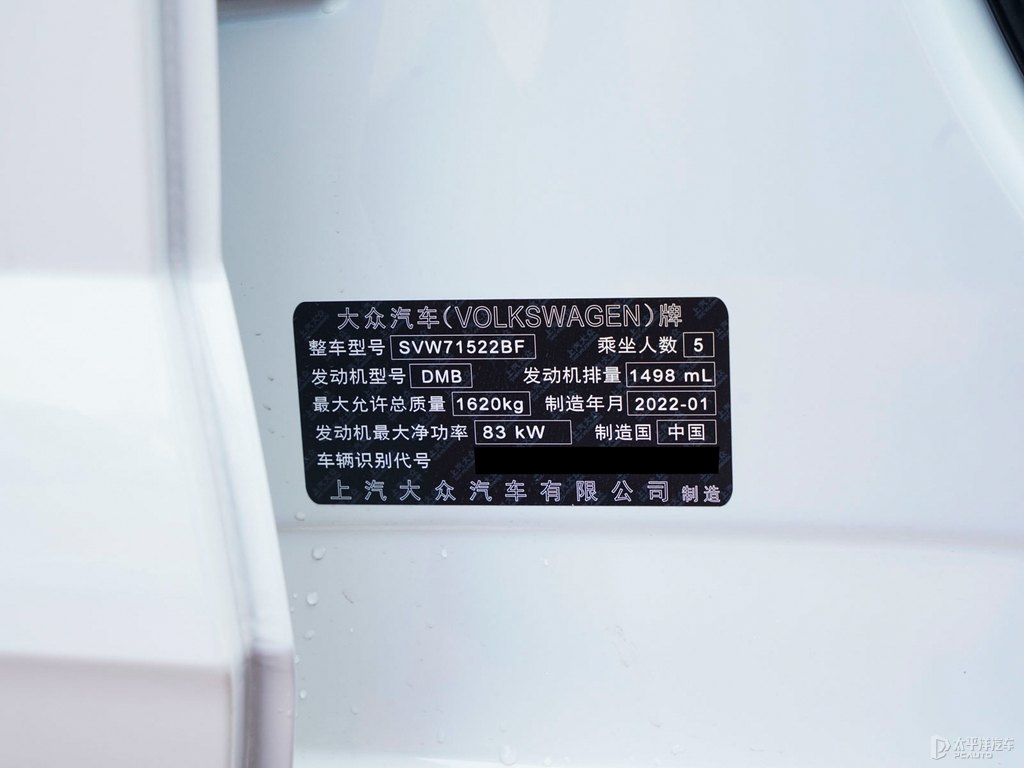 大众汽车(VOLKSWAGEN)牌
整车型号 SVW71522BF 乘坐人数 5
发动机型号 DMB 发动机排量 1498 mL
最大允许总质量 1620kg 制造年月 2022-01
发动机最大净功率 83 kW 制造国 中国
车辆识别代号
上汽大众汽车有限公司 制造
太平洋汽车
PCAUTO